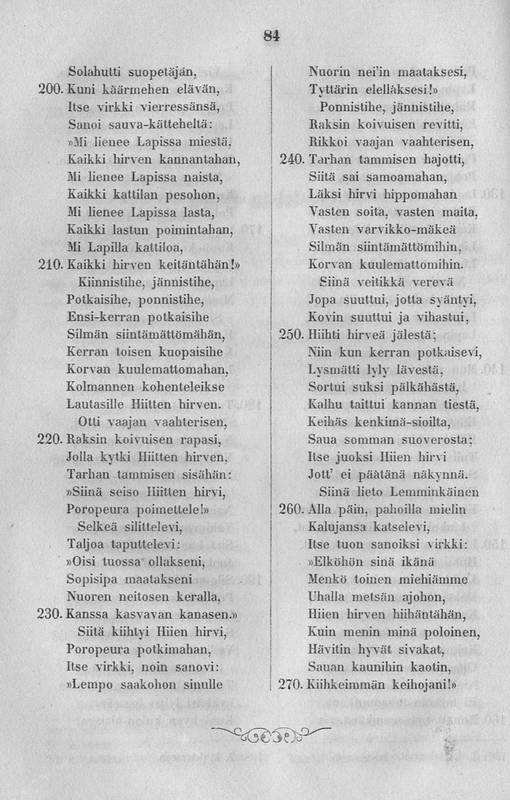 84
Solahutti suopetäjän,
200. Kuni käärmehen elävän,
Itse virkki vierressänsä,
Sanoi sauva-kätteheltä:
»Mi lienee Lapissa miestä,
Kaikki hirven kannantahan,
Mi lienee Lapissa naista,
Kaikki kattilan pesohon,
Mi lienee Lapissa lasta,
Kaikki lastun poimintahan,
Mi Lapilla kattiloa,
210. Kaikki hirven keitäntähän!»
Kiinnistihe, jännistihe,
Potkaisihe, ponnistihe,
Ensi-kerran potkaisihe
Silmän siintämättömähän,
Kerran toisen kuopaisihe
Korvan kuulemattomahan,
Kolmannen kohenteleikse
Lautasille Hiitten hirven.
Otti vaajan vaahterisen,
220. Raksin koivuisen rapasi,
Jolla kytki Hiitten hirven,
Tarhan tammisen sisähän:
»Siinä seiso Hiitten hirvi,
Poropeura poimettele!»
Selkeä silittelevi,
Taljoa taputtelevi:
»Oisi tuossa ollakseni,
Sopisipa maatakseni
Nuoren neitosen keralla,
230. Kanssa kasvavan kanasen.»
Siitä kiihtyi Hiien hirvi,
Poropeura potkimahan,
Itse virkki, noin sanovi:
»Lempo saakohon sinulle
Nuorin nei'in maataksesi,
Tyttärin elelläksesi!»
Ponnistihe, jännistihe,
Raksin koivuisen revitti,
Rikkoi vaajan vaahterisen,
240. Tarhan tammisen hajotti,
Siitä sai samoamahan,
Läksi hirvi hippomahan
Vasten soita, vasten maita,
Vasten varvikko-mäkeä
Silmän siintämättömihin,
Korvan kuulemattomihin.
Siinä veitikkä verevä
Jopa suuttui, jotta syäntyi,
Kovin suuttui ja vihastui,
250. Hiihti hirveä jälestä;
Niin kun kerran potkaisevi,
Lysmätti lyly lävestä,
Sortui suksi pälkähästä,
Kalhu taittui kannan tiestä,
Keihäs kenkimä-sioilta,
Saua somman suoverosta;
Itse juoksi Hiien hirvi
Jott' ei päätänä näkynnä.
Siinä lieto Lemminkäinen
260. Alla päin, pahoilla mielin
Kalujansa katselevi,
Itse tuon sanoiksi virkki:
»Elköhön sinä ikänä
Menkö toinen miehiämme
Uhalla metsän ajohon,
Hiien hirven hiihäntähän,
Kuin menin minä poloinen,
Hävitin hyvät sivakat,
Sauan kaunihin kaotin,
270. Kiihkeimmän keihojani!»